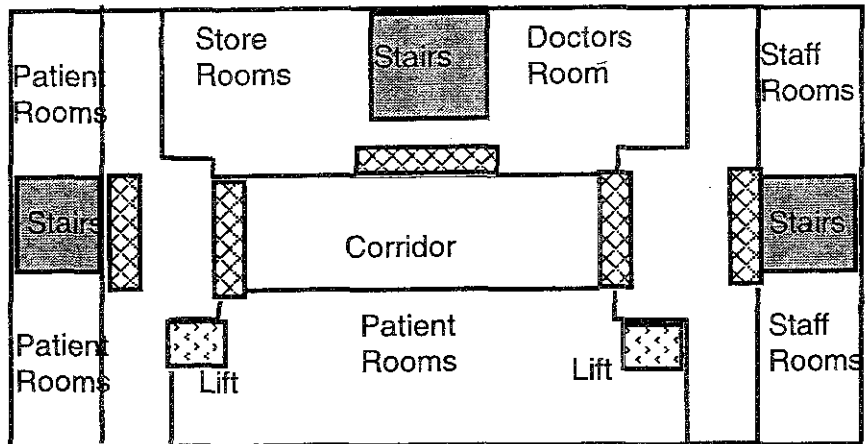 Store
Rooms
Stairs
Doctors
Room
Patient
Rooms
Staff
Rooms
Stairs
Corridor
Stairs
Patient
Rooms
Lift
Patient
Rooms
Lift
Staff
Rooms